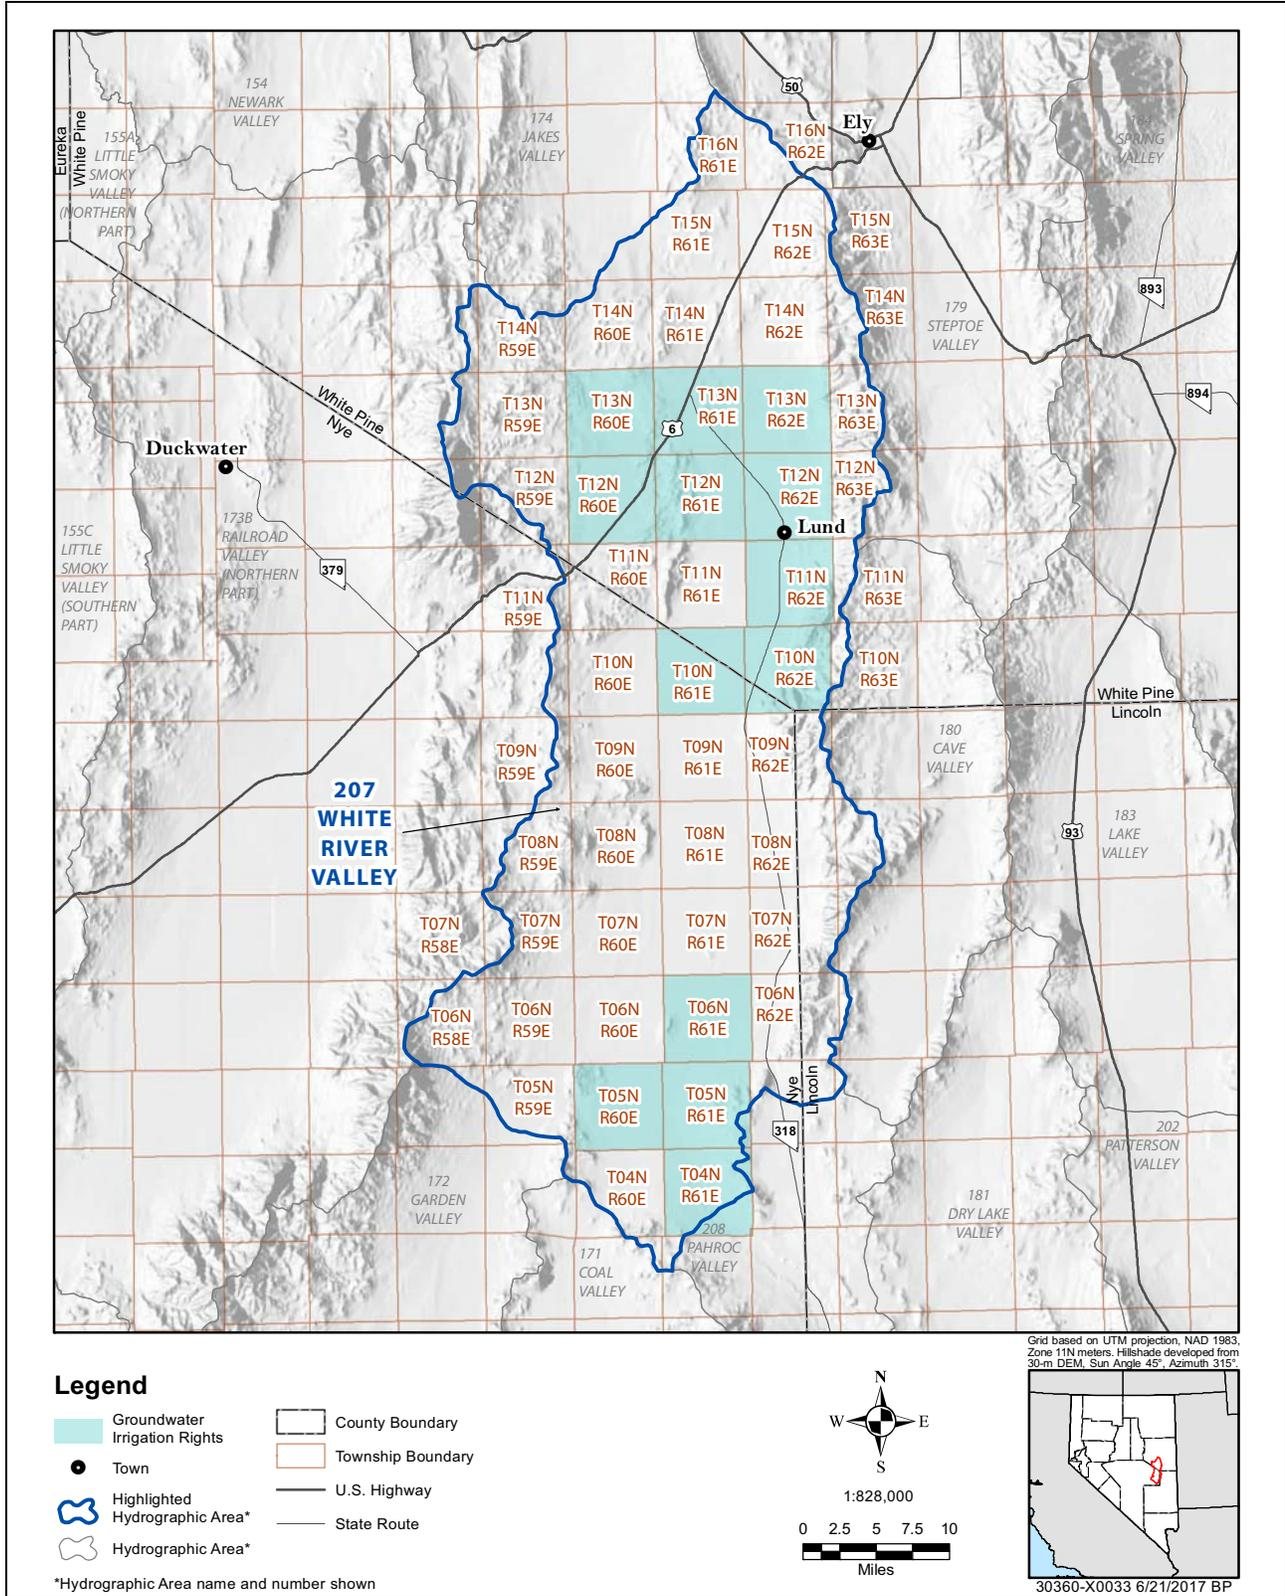 50
Ely
154
NEWARK
VALLEY
174
JAKES
VALLEY
184
SPRING
VALLEY
Eureka
White Pine
155A
LITTLE
SMOKY
VALLEY
(NORTHERN
PART)
T16N
R61E
T16N
R62E
T15N
R61E
T15N
R62E
T15N
R63E
893
T14N
R59E
T14N
R60E
T14N
R61E
T14N
R62E
T14N
R63E
179
STEPTOE
VALLEY
White Pine
Nye
894
T13N
R59E
T13N
R60E
T13N
R61E
T13N
R62E
T13N
R63E
6
Duckwater
T12N
R59E
T12N
R60E
T12N
R61E
T12N
R62E
T12N
R63E
Lund
155C
LITTLE
SMOKY
VALLEY
(SOUTHERN
PART)
173B
RAILROAD
VALLEY
(NORTHERN
PART)
379
T11N
R59E
T11N
R60E
T11N
R61E
T11N
R62E
T11N
R63E
T10N
R60E
T10N
R61E
T10N
R62E
T10N
R63E
White Pine
Lincoln
T09N
R59E
T09N
R60E
T09N
R61E
T09N
R62E
180
CAVE
VALLEY
207
WHITE
RIVER
VALLEY
T08N
R59E
T08N
R60E
T08N
R61E
T08N
R62E
93
183
LAKE
VALLEY
T07N
R58E
T07N
R59E
T07N
R60E
T07N
R61E
T07N
R62E
T06N
R58E
T06N
R59E
T06N
R60E
T06N
R61E
T06N
R62E
T05N
R59E
T05N
R60E
T05N
R61E
Nye
Lincoln
318
202
PATTERSON
VALLEY
T04N
R60E
T04N
R61E
172
GARDEN
VALLEY
181
DRY LAKE
VALLEY
171
COAL
VALLEY
208
PAHROC
VALLEY
Grid based on UTM projection, NAD 1983,
Zone 11N meters. Hillshade developed from
30-m DEM, Sun Angle 45°, Azimuth 315°.
Legend
Groundwater
Irrigation Rights
Town
Highlighted
Hydrographic Area*
Hydrographic Area*
*Hydrographic Area name and number shown
County Boundary
Township Boundary
U.S. Highway
State Route
N
W E
S
1:828,000
0 2.5 5 7.5 10
Miles
30360-X0033 6/21/2017 BP